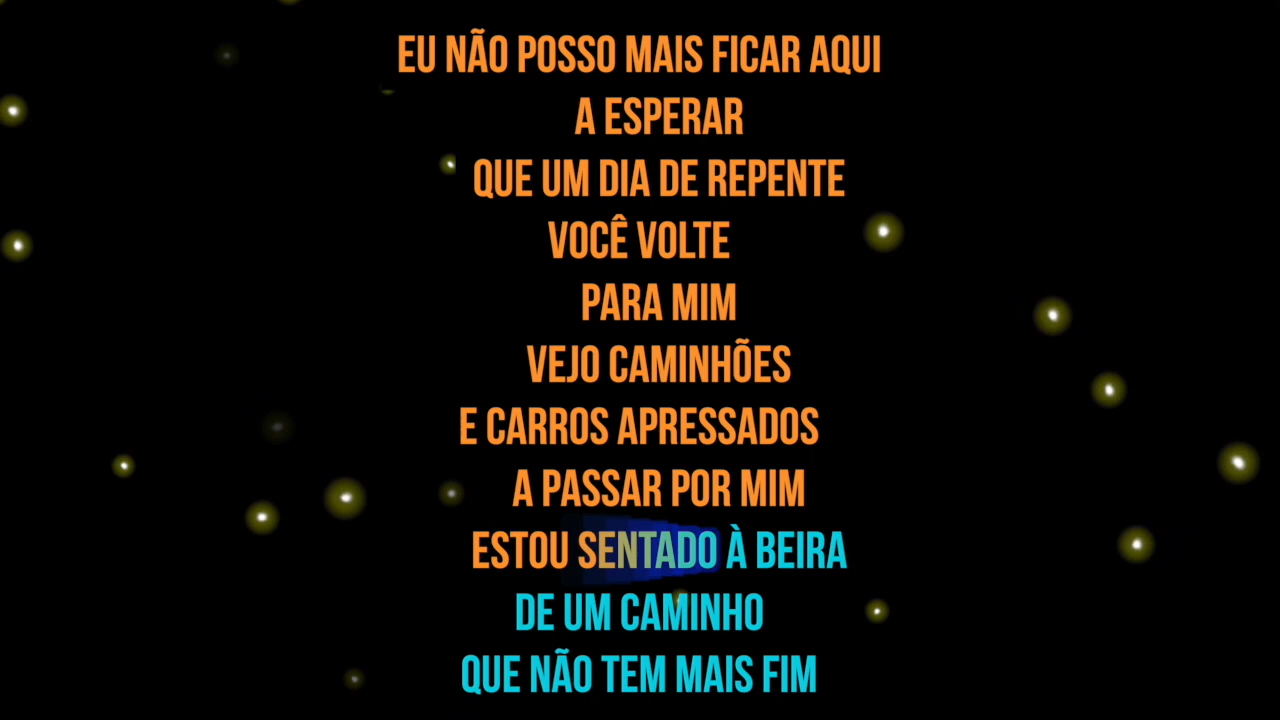 EU NÃO POSSO MAIS FICAR AQUI
A ESPERAR
QUE UM DIA DE REPENTE
VOCÊ VOLTE
PARA MIM
VEJO CAMINHÕES
E CARROS APRESSADOS
A PASSAR POR MIM
ESTOU SENTADO À BEIRA
DE UM CAMINHO
QUE NÃO TEM MAIS FIM